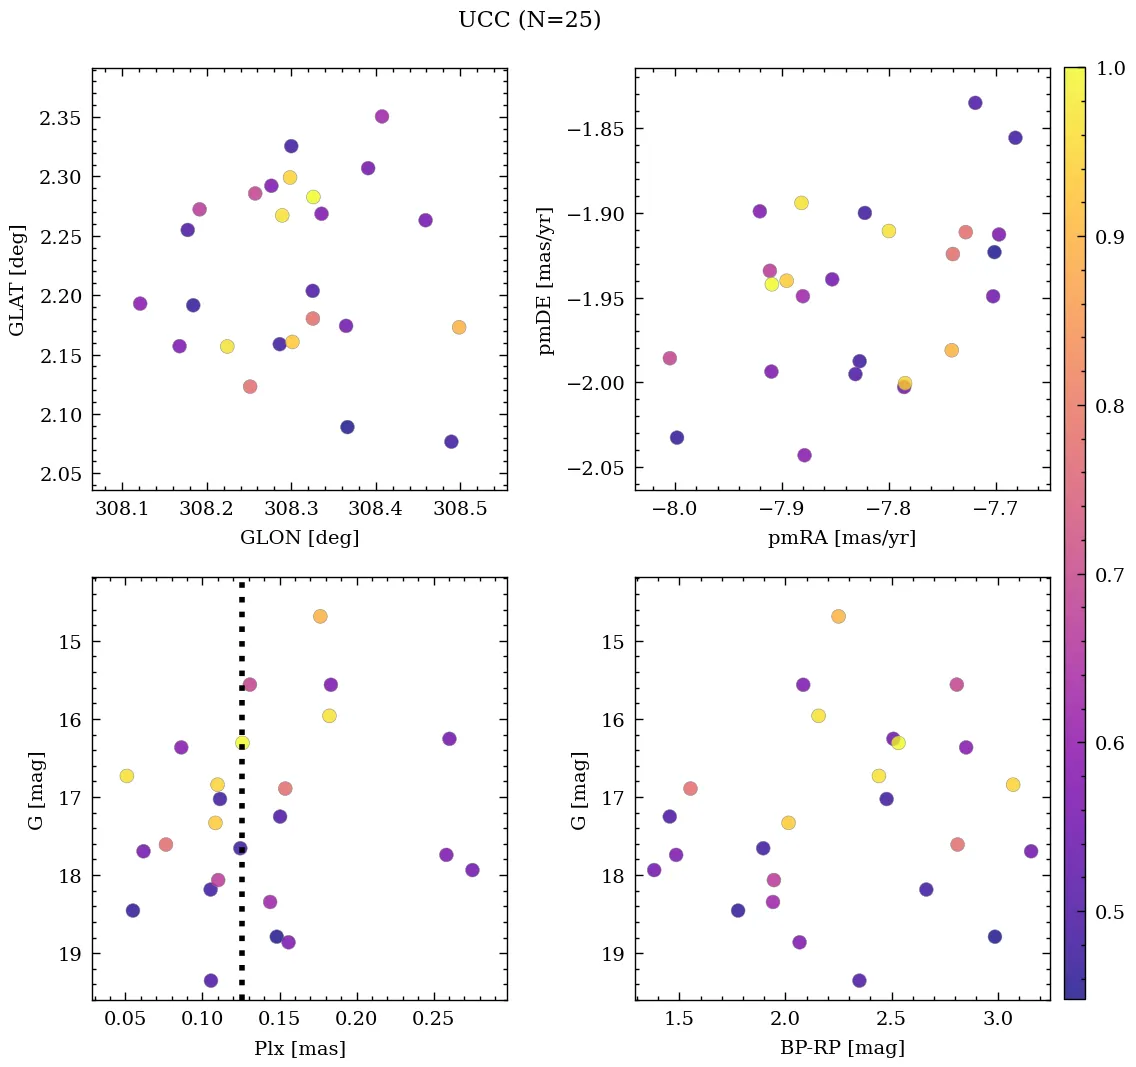 UCC (N=25)
2.35
2.30
2.25
2.20
2.15
2.10
2.05
GLAT [deg]
308.1 308.2 308.3 308.4 308.5
GLON [deg]
−1.85
−1.90
−1.95
−2.00
−2.05
pmDE [mas/yr]
−8.0 −7.9 −7.8 −7.7
pmRA [mas/yr]
15
16
17
18
19
G [mag]
0.05 0.10 0.15 0.20 0.25
Plx [mas]
15
16
17
18
19
G [mag]
1.5 2.0 2.5 3.0
BP-RP [mag]
1.0
0.9
0.8
0.7
0.6
0.5